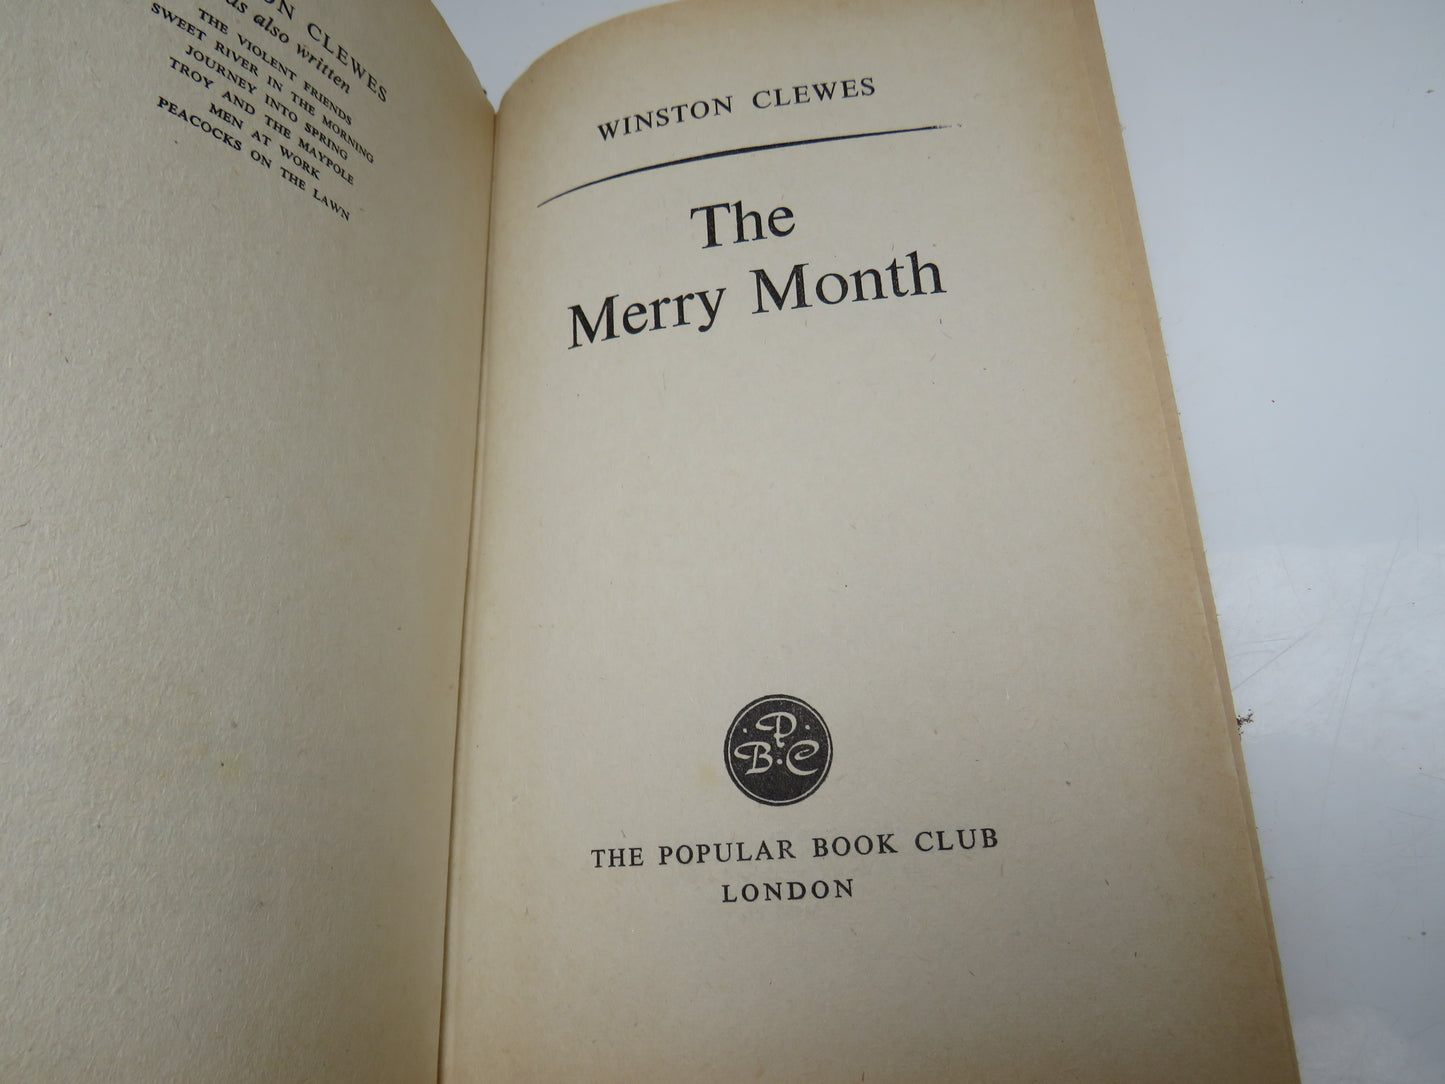 ON CLEWES
as also written
THE VIOLENT FRIENDS
SWEET RIVER IN THE MORNING
JOURNEY INTO SPRING
TROY AND THE MAYPOLE
MEN AT WORK
PEACOCKS ON THE LAWN
WINSTON CLEWES
The
Merry Month
P
B·C
THE POPULAR BOOK CLUB
LONDON